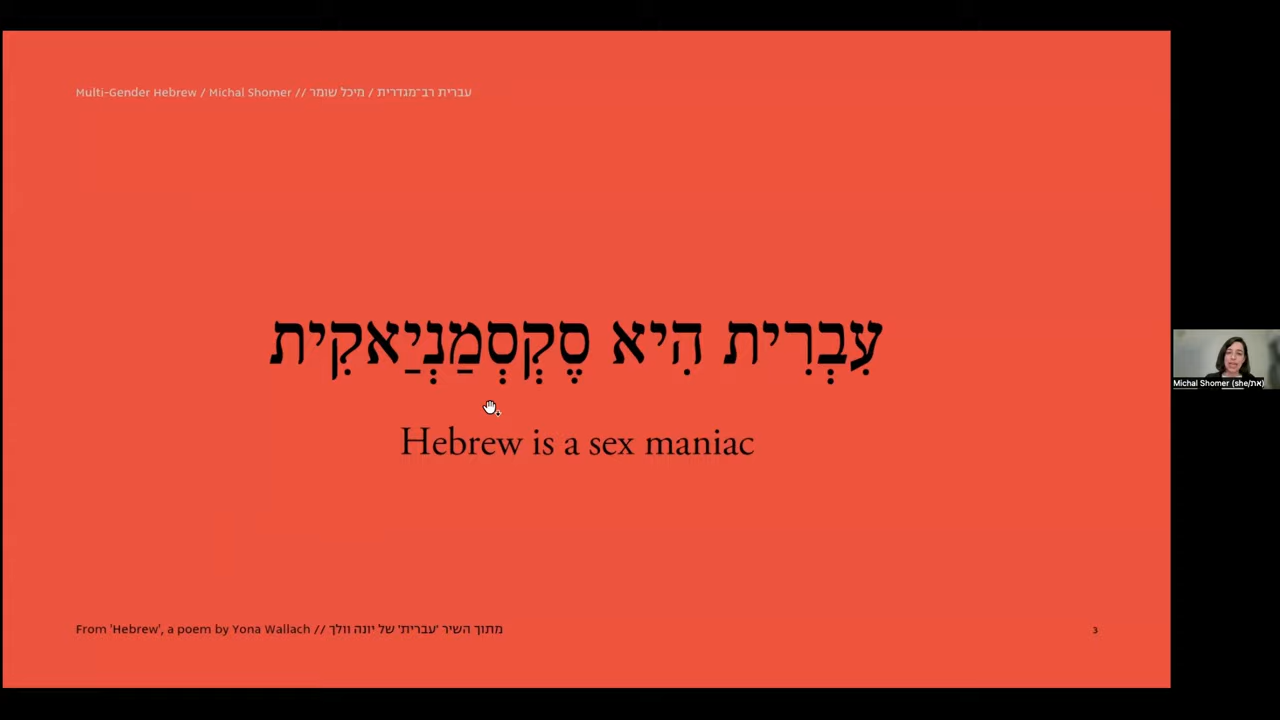 Multi-Gender Hebrew / Michal Shomer // עברית רב־מגדרית / מיכל שומר
עִבְרִית הִיא סֶקְסְמַנְיַאקִית
Hebrew is a sex maniac
Michal Shomer (she/את)
From 'Hebrew', a poem by Yona Wallach // מתוך השיר 'עברית' של יונה וולך
3